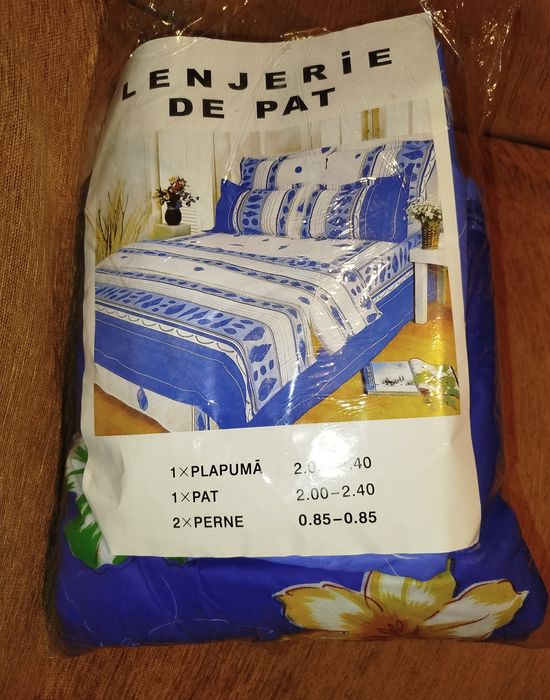 LENJERiE
DE PAT
1×PLAPUMĂ
1×PAT 2.00-2.40
2×PERNE 0.85-0.85